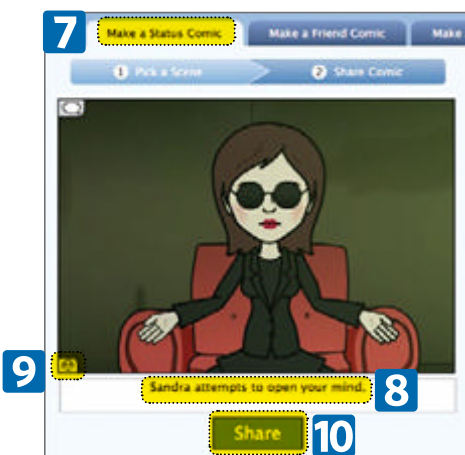 7
Make a Status Comic
Make a Friend Comic
Make
1 Pick a Scene
2 Share Comic
9
Sandra attempts to open your mind.
8
Share
10